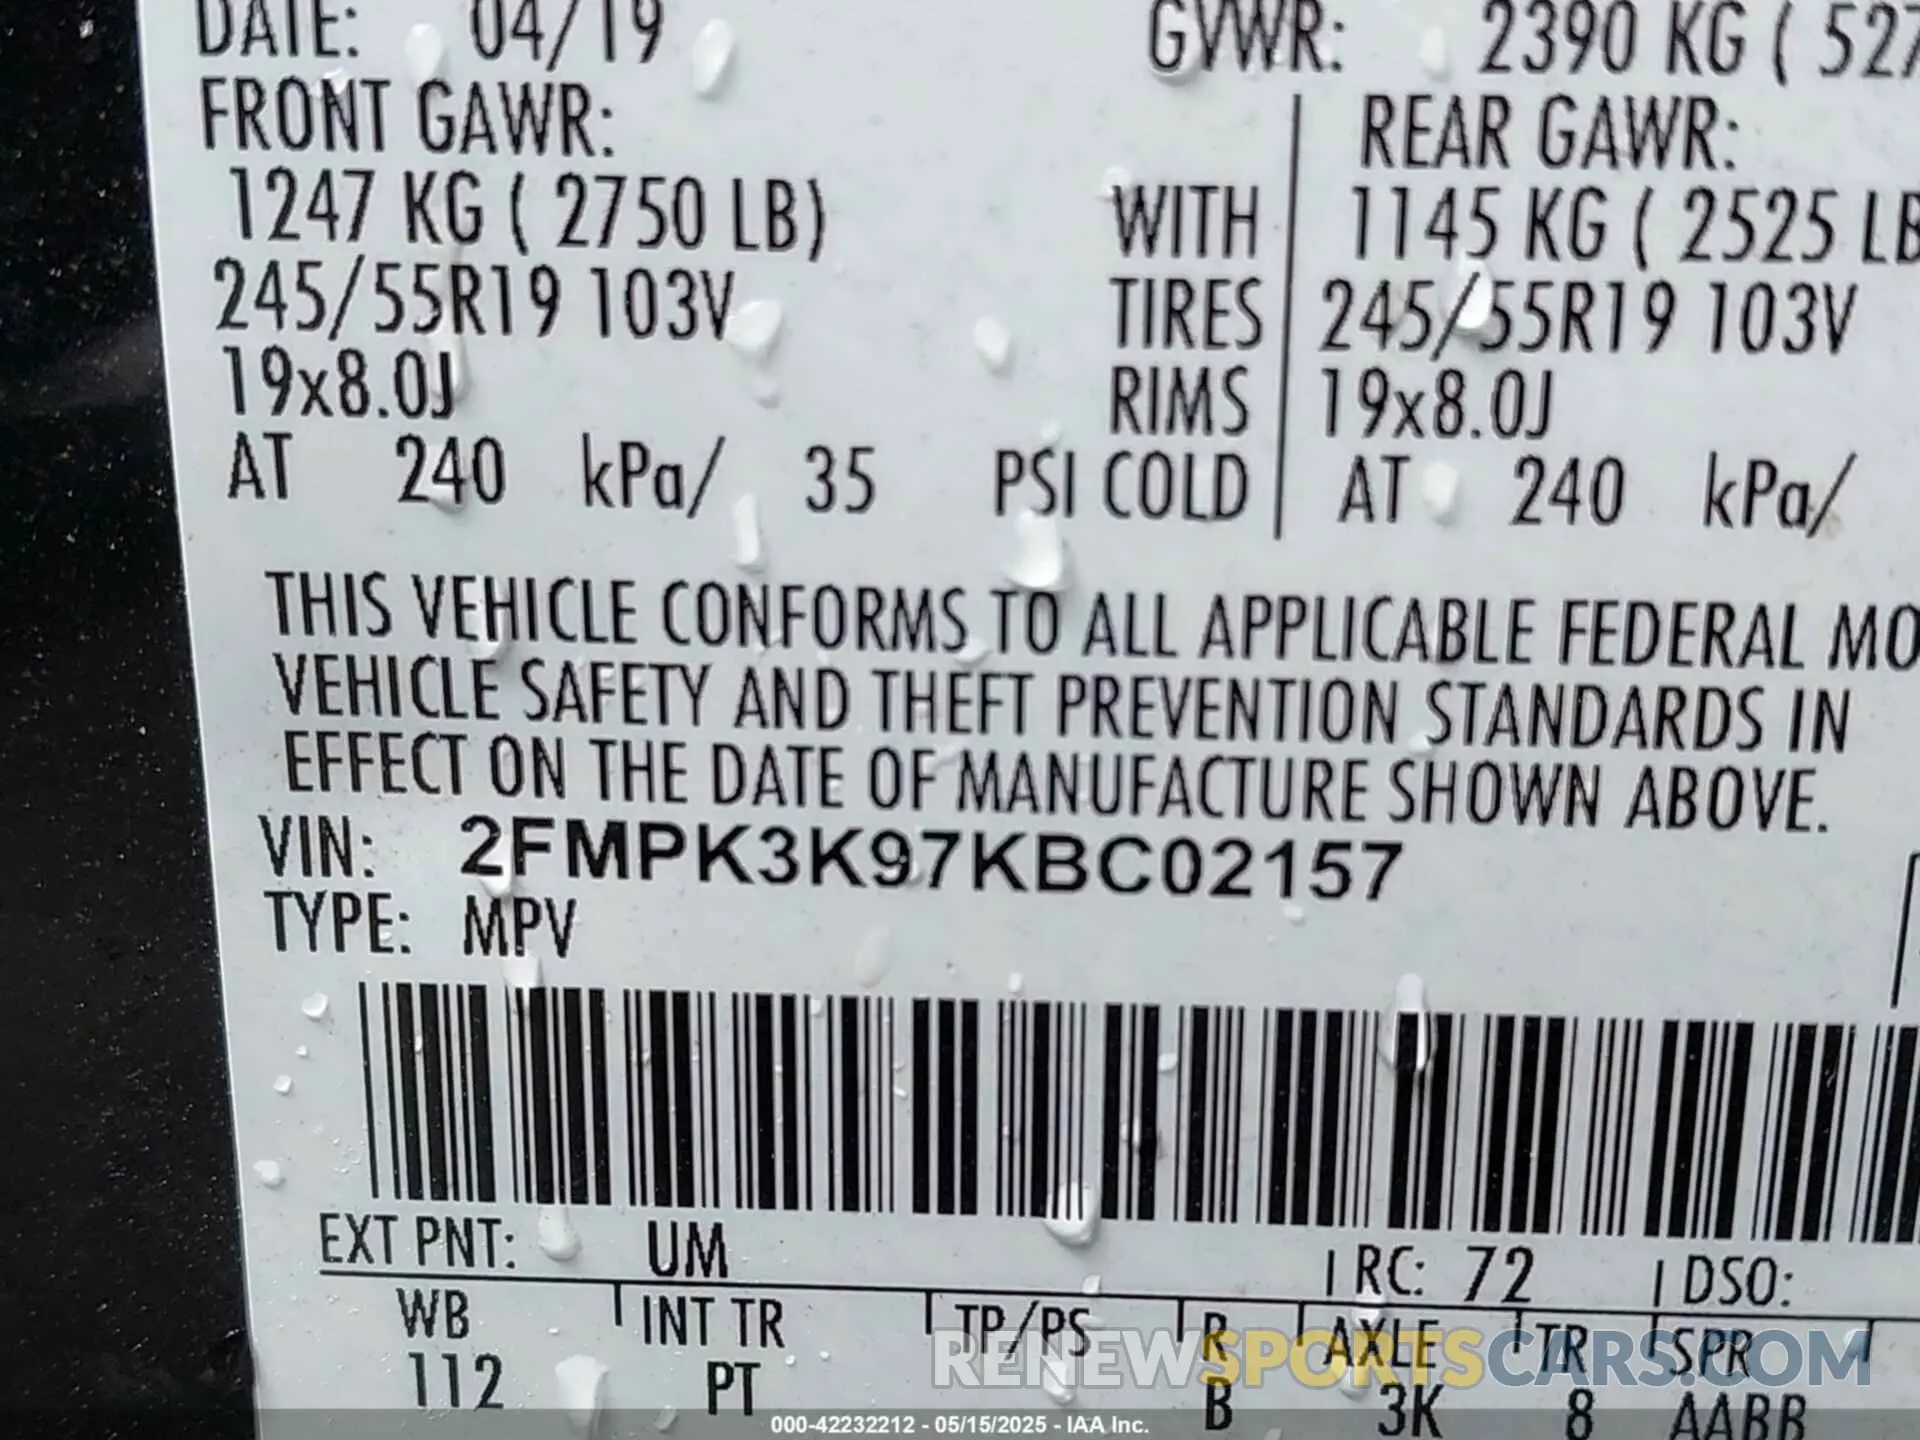 DATE: 04/19 GVWR: 2390 KG ( 527
FRONT GAWR: REAR GAWR:
1247 KG ( 2750 LB) WITH 1145 KG ( 2525 LB
245/55R19 103V TIRES 245/55R19 103V
19x8.0J RIMS 19x8.0J
AT 240 kPa/ 35 PSI COLD AT 240 kPa/
THIS VEHICLE CONFORMS TO ALL APPLICABLE FEDERAL MO
VEHICLE SAFETY AND THEFT PREVENTION STANDARDS IN
EFFECT ON THE DATE OF MANUFACTURE SHOWN ABOVE.
VIN: 2FMPK3K97KBC02157
TYPE: MPV
EXT PNT: UM RC: 72 DSO:
WB INT TR TP/PS R AXLE TR SPR
RENEWSPORTSCARS.COM
112 PT B 3K 8 AABB
000-42232212 - 05/15/2025 - IAA Inc.